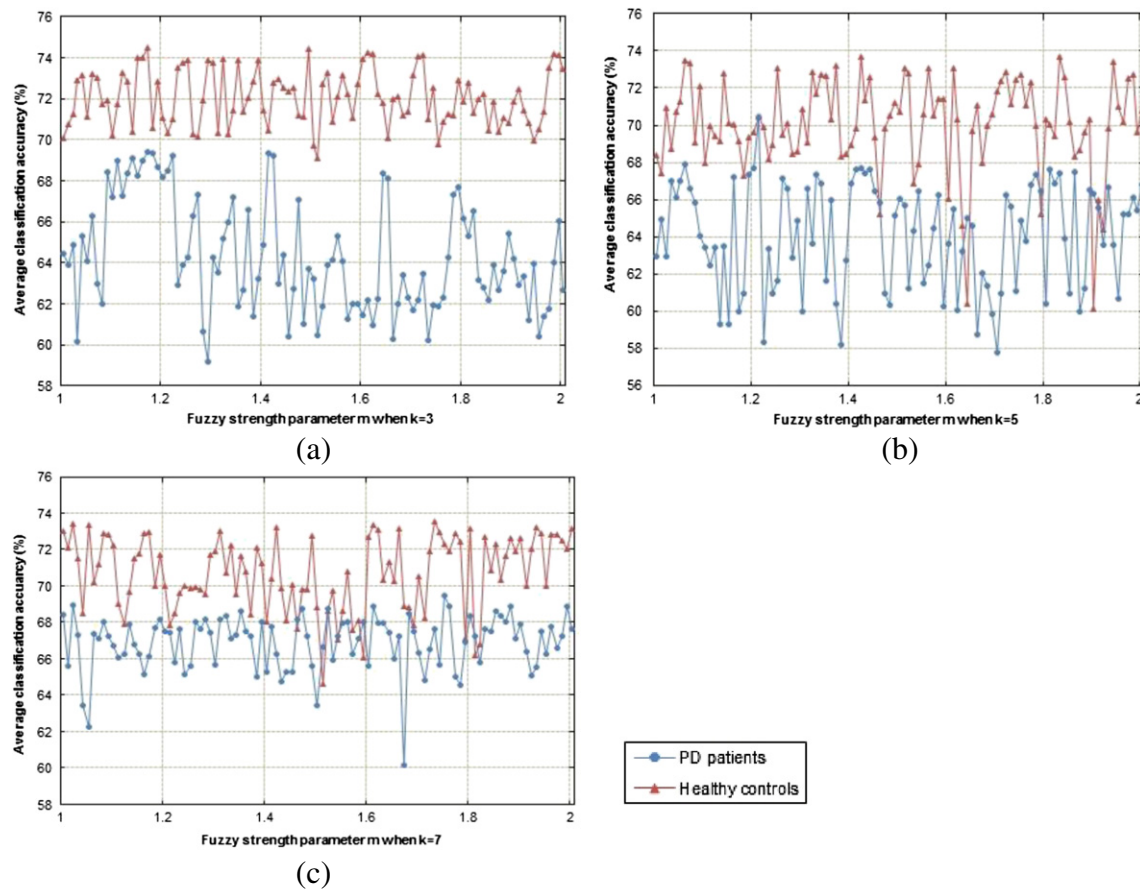 Average classification accuracy (%)
76
74
72
70
68
66
64
62
60
58
1 1.2 1.4 1.6 1.8 2
Fuzzy strength parameter m when k=3
(a)
Average classification accuracy (%)
76
74
72
70
68
66
64
62
60
58
56
1 1.2 1.4 1.6 1.8 2
Fuzzy strength parameter m when k=5
(b)
Average classification accuarcy (%)
76
74
72
70
68
66
64
62
60
58
1 1.2 1.4 1.6 1.8 2
Fuzzy strength parameter m when k=7
(c)
PD patients
Healthy controls